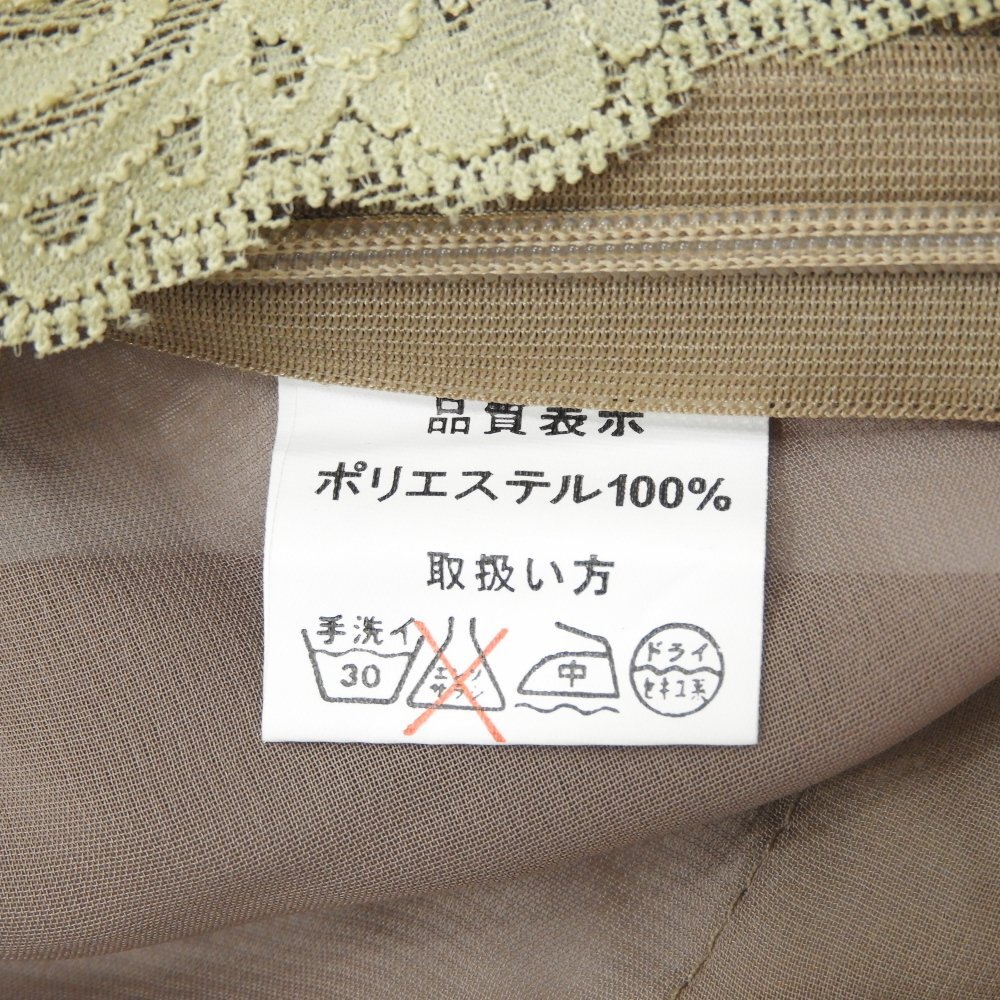 品質表示
ポリエステル100%
取扱い方
手洗イ
30
エンソ
サラシ
中
ドライ
セキユ系